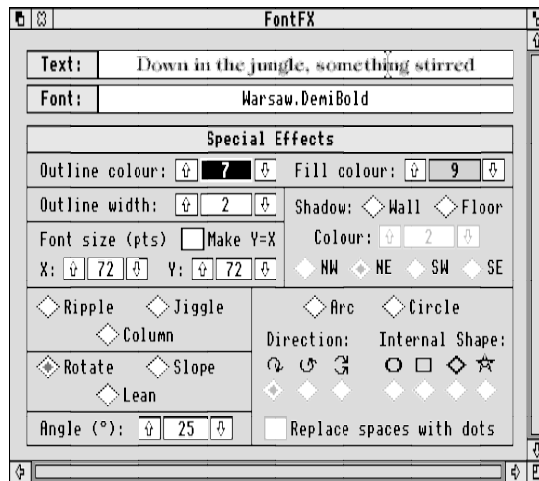 FontFX
Text: Down in the jungle, something stirred
Font: Warsaw.DemiBold
Special Effects
Outline colour: 7 Fill colour: 9
Outline width: 2 Shadow: Wall Floor
Font size (pts) Make Y=X Colour: 2
X: 72 Y: 72 NW NE SW SE
Ripple Jiggle Arc Circle
Column Direction: Internal Shape:
Rotate Slope
Lean
Angle (°): 25 Replace spaces with dots